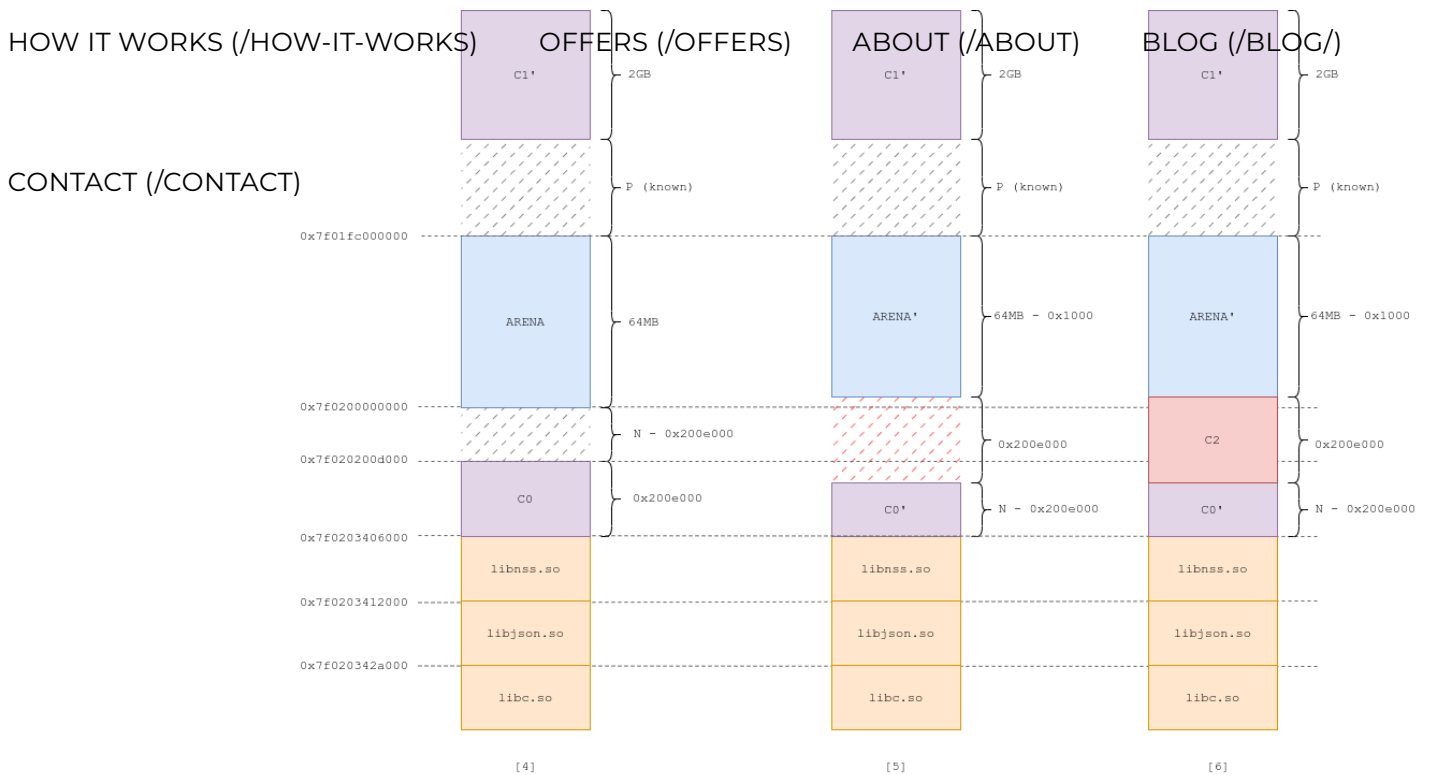 HOW IT WORKS (/HOW-IT-WORKS) OFFERS (/OFFERS) ABOUT (/ABOUT) BLOG (/BLOG/)
C1' 2GB C1' 2GB C1' 2GB
CONTACT (/CONTACT)
P (known) P (known) P (known)
0x7f01fc000000
ARENA 64MB ARENA' 64MB - 0x1000 ARENA' 64MB - 0x1000
0x7f0200000000
N - 0x200e000 0x200e000 C2 0x200e000
0x7f020200d000
C0 0x200e000 C0' N - 0x200e000 C0' N - 0x200e000
0x7f0203406000
libnss.so libnss.so libnss.so
0x7f0203412000
libjson.so libjson.so libjson.so
0x7f020342a000
libc.so libc.so libc.so
[4] [5] [6]